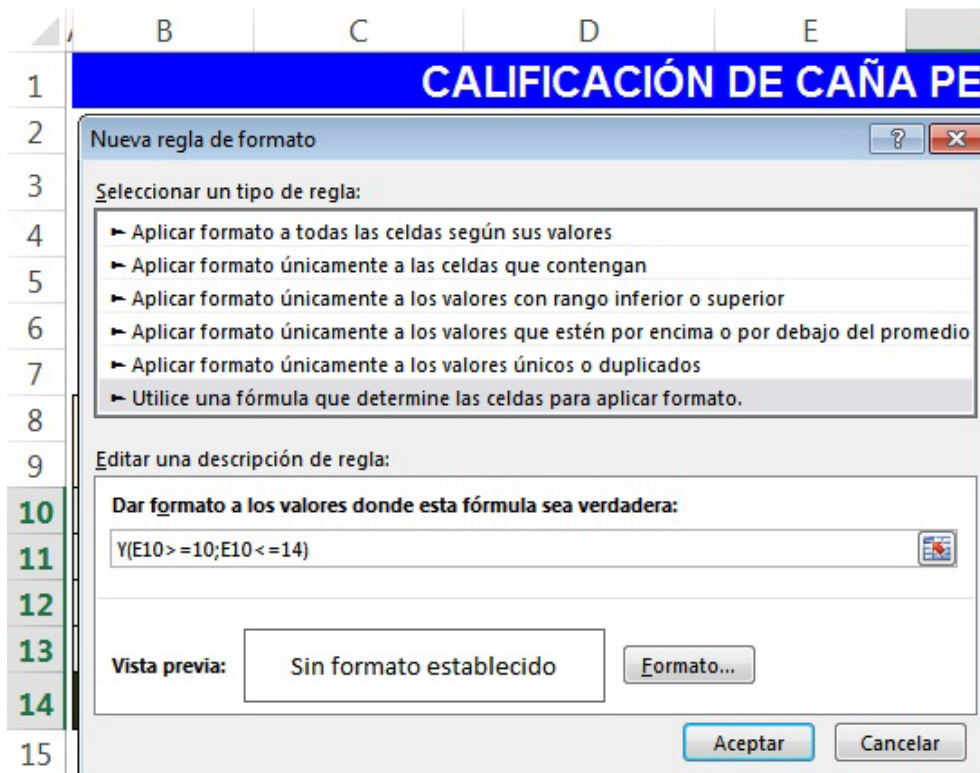 B C D E
1 CALIFICACIÓN DE CAÑA PE
2 Nueva regla de formato
3 Seleccionar un tipo de regla:
4 Aplicar formato a todas las celdas según sus valores
5 Aplicar formato únicamente a las celdas que contengan
Aplicar formato únicamente a los valores con rango inferior o superior
6 Aplicar formato únicamente a los valores que estén por encima o por debajo del promedio
7 Aplicar formato únicamente a los valores únicos o duplicados
Utilice una fórmula que determine las celdas para aplicar formato.
8
9 Editar una descripción de regla:
10 Dar formato a los valores donde esta fórmula sea verdadera:
11 Y(E10>=10;E10<=14)
12
13 Vista previa: Sin formato establecido Formato...
14
15 Aceptar Cancelar